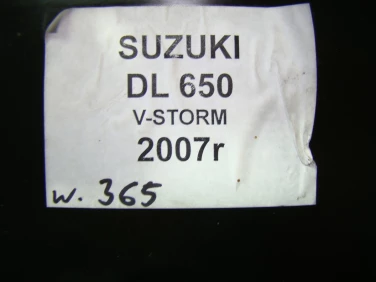 SUZUKI
DL 650
V-STORM
2007r
w. 365